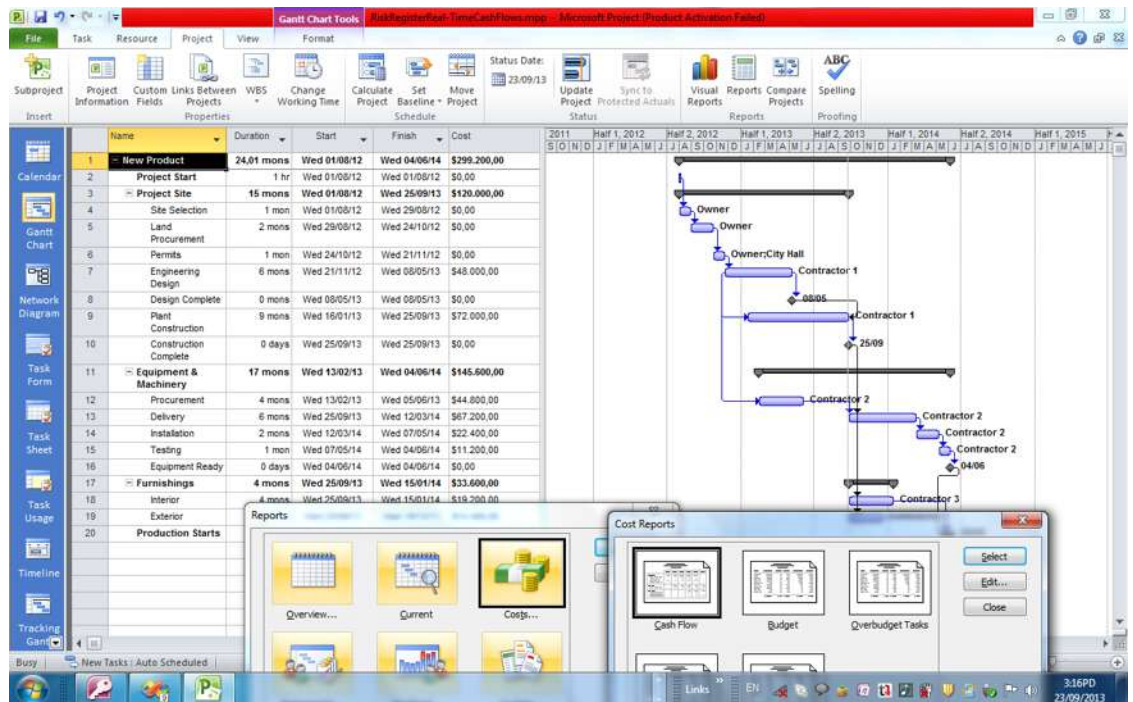 Gantt Chart Tools
RiskRegisterReal-TimeCashFlows.mpp - Microsoft Project (Product Activation Failed)
File Task Resource Project View Format
Subproject
Project Information
Custom Fields
Links Between Projects
WBS
Change Working Time
Calculate Project
Set Baseline
Move Project
Status Date:
23/09/13
Update Project
Sync to Protected Actuals
Visual Reports
Reports
Compare Projects
ABC
Spelling
Insert Properties Schedule Status Reports Proofing
Name Duration Start Finish Cost
2011 Half 1, 2012 Half 2, 2012 Half 1, 2013 Half 2, 2013 Half 1, 2014 Half 2, 2014 Half 1, 2015 H
S O N D J F M A M J J A S O N D J F M A M J J A S O N D J F M A M J J A S O N D J F M A M J
1 New Product 24,01 mons Wed 01/08/12 Wed 04/06/14 $299.200,00
2 Project Start 1 hr Wed 01/08/12 Wed 01/08/12 $0,00
3 Project Site 15 mons Wed 01/08/12 Wed 25/09/13 $120.000,00
4 Site Selection 1 mon Wed 01/08/12 Wed 29/08/12 $0,00 Owner
5 Land Procurement 2 mons Wed 29/08/12 Wed 24/10/12 $0,00 Owner
6 Permits 1 mon Wed 24/10/12 Wed 21/11/12 $0,00 Owner;City Hall
7 Engineering Design 6 mons Wed 21/11/12 Wed 08/05/13 $48.000,00 Contractor 1
8 Design Complete 0 mons Wed 08/05/13 Wed 08/05/13 $0,00 08/05
9 Plant Construction 9 mons Wed 16/01/13 Wed 25/09/13 $72.000,00 Contractor 1
10 Construction Complete 0 days Wed 25/09/13 Wed 25/09/13 $0,00 25/09
11 Equipment & Machinery 17 mons Wed 13/02/13 Wed 04/06/14 $145.600,00
12 Procurement 4 mons Wed 13/02/13 Wed 05/06/13 $44.800,00 Contractor 2
13 Delivery 6 mons Wed 25/09/13 Wed 12/03/14 $67.200,00 Contractor 2
14 Installation 2 mons Wed 12/03/14 Wed 07/05/14 $22.400,00 Contractor 2
15 Testing 1 mon Wed 07/05/14 Wed 04/06/14 $11.200,00 Contractor 2
16 Equipment Ready 0 days Wed 04/06/14 Wed 04/06/14 $0,00 04/06
17 Furnishings 4 mons Wed 25/09/13 Wed 15/01/14 $33.600,00
18 Interior 4 mons Wed 25/09/13 Wed 15/01/14 $19.200,00 Contractor 3
19 Exterior
20 Production Starts
Calendar
Gantt Chart
Network Diagram
Task Form
Task Sheet
Task Usage
Timeline
Tracking Gantt
Reports
Overview...
Current
Costs...
Cost Reports
Cash Flow
Budget
Overbudget Tasks
Select
Edit...
Close
Busy New Tasks : Auto Scheduled
Links EN 3:16PD
23/09/2013